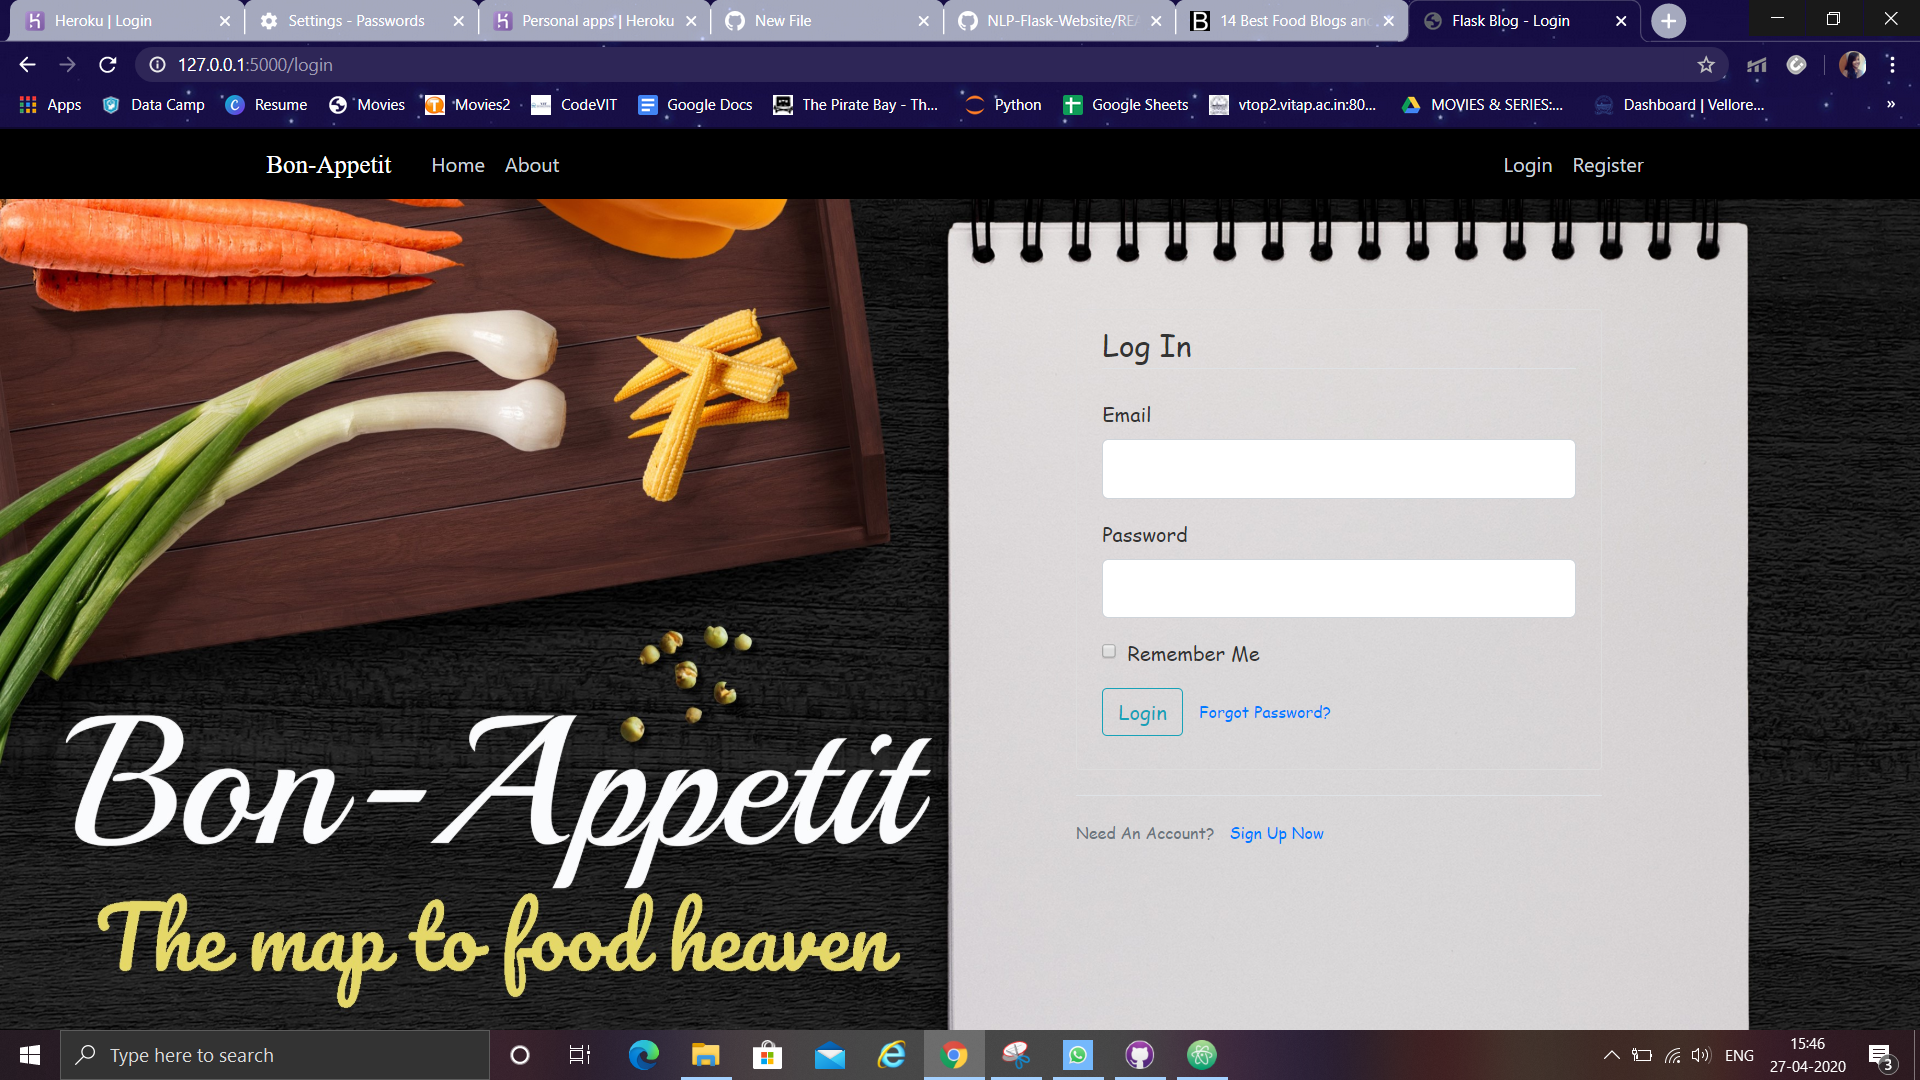 Heroku | Login
Settings - Passwords
Personal apps | Heroku
New File
NLP-Flask-Website/REA
14 Best Food Blogs and
Flask Blog - Login
127.0.0.1:5000/login
Apps
Data Camp
Resume
Movies
Movies2
CodeVIT
Google Docs
The Pirate Bay - Th...
Python
Google Sheets
vtop2.vitap.ac.in:80...
MOVIES & SERIES:...
Dashboard | Vellore...
»
Bon-Appetit
Home
About
Login
Register
Log In
Email
Password
Remember Me
Login
Forgot Password?
Need An Account?
Sign Up Now
Bon-Appetit
The map to food heaven
Type here to search
ENG
15:46
27-04-2020
3